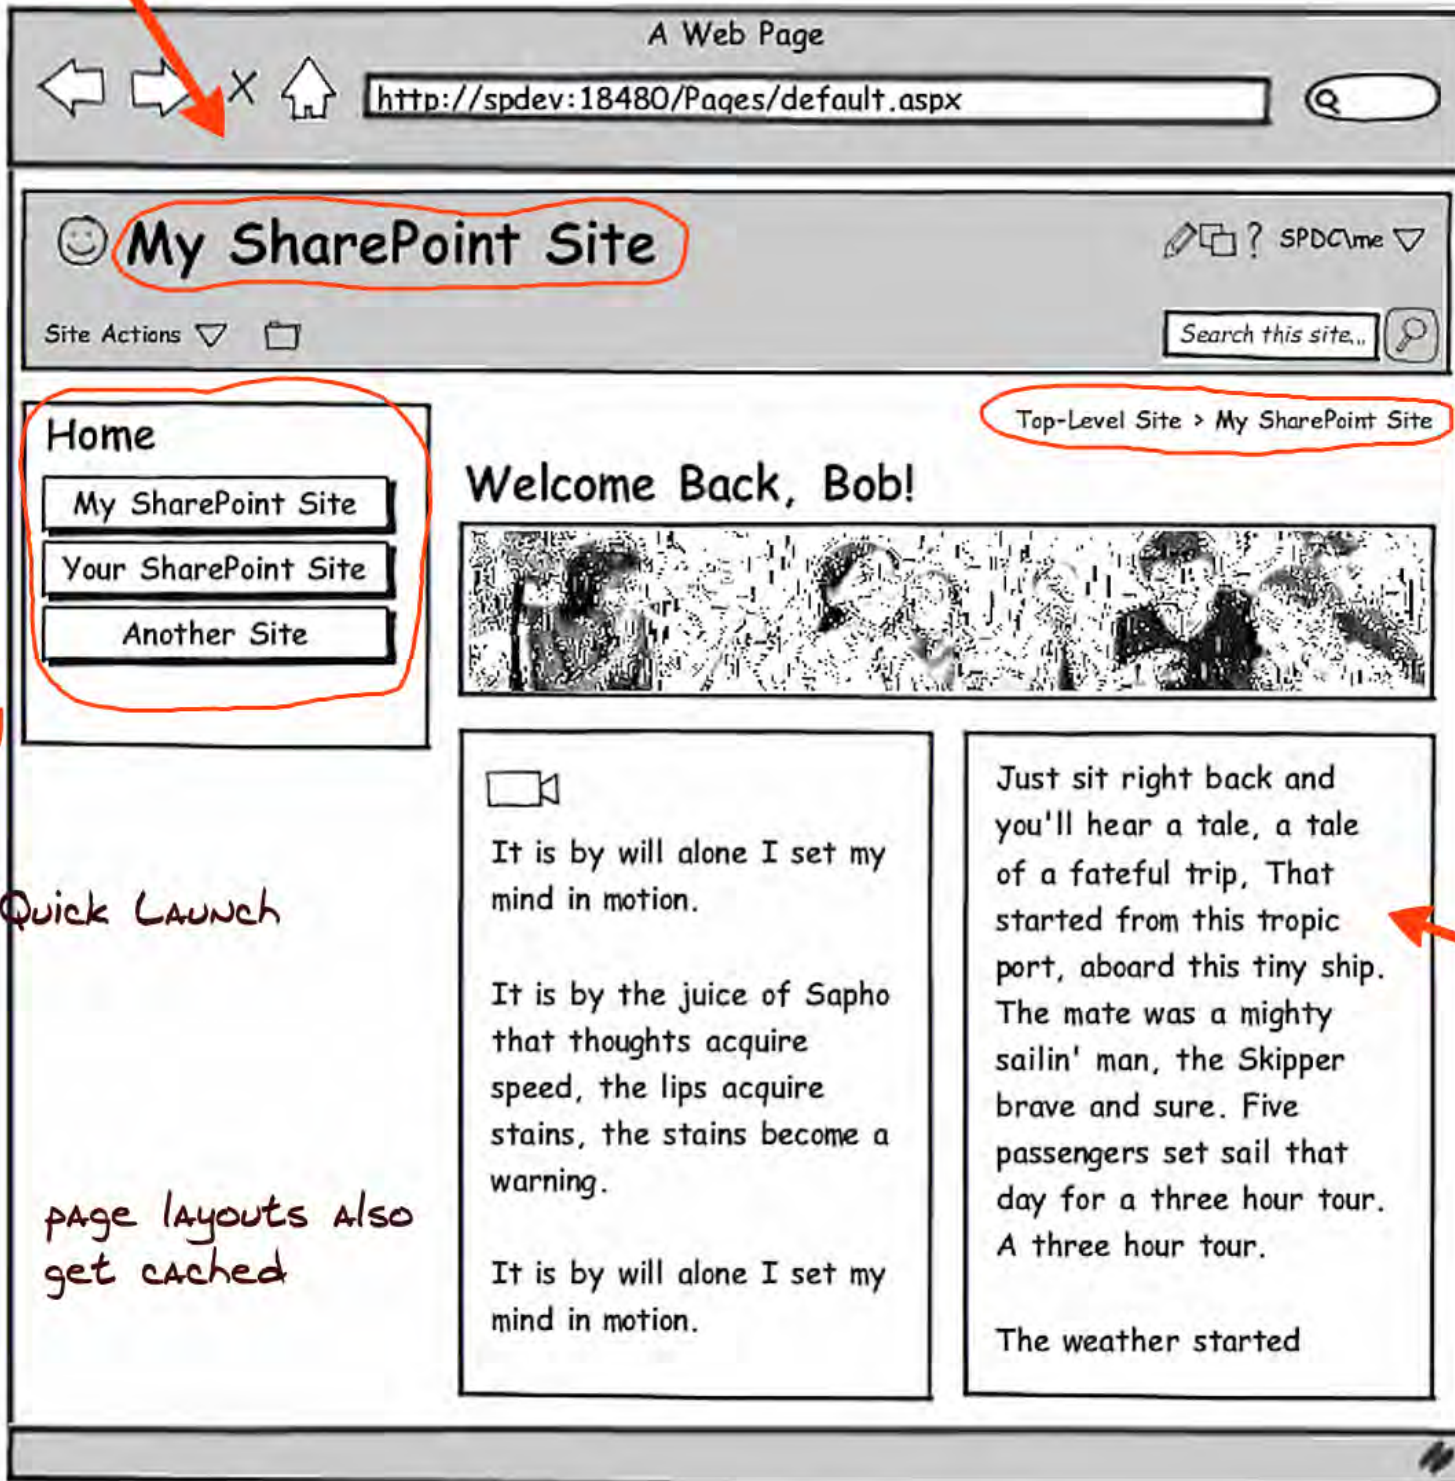 A Web Page
http://spdev:18480/Pages/default.aspx
My SharePoint Site
? SPDC\me
Site Actions
Search this site...
Top-Level Site > My SharePoint Site
Home
My SharePoint Site
Your SharePoint Site
Another Site
Welcome Back, Bob!
Quick Launch
page layouts also
get cached
It is by will alone I set my
mind in motion.
It is by the juice of Sapho
that thoughts acquire
speed, the lips acquire
stains, the stains become a
warning.
It is by will alone I set my
mind in motion.
Just sit right back and
you'll hear a tale, a tale
of a fateful trip, That
started from this tropic
port, aboard this tiny ship.
The mate was a mighty
sailin' man, the Skipper
brave and sure. Five
passengers set sail that
day for a three hour tour.
A three hour tour.
The weather started